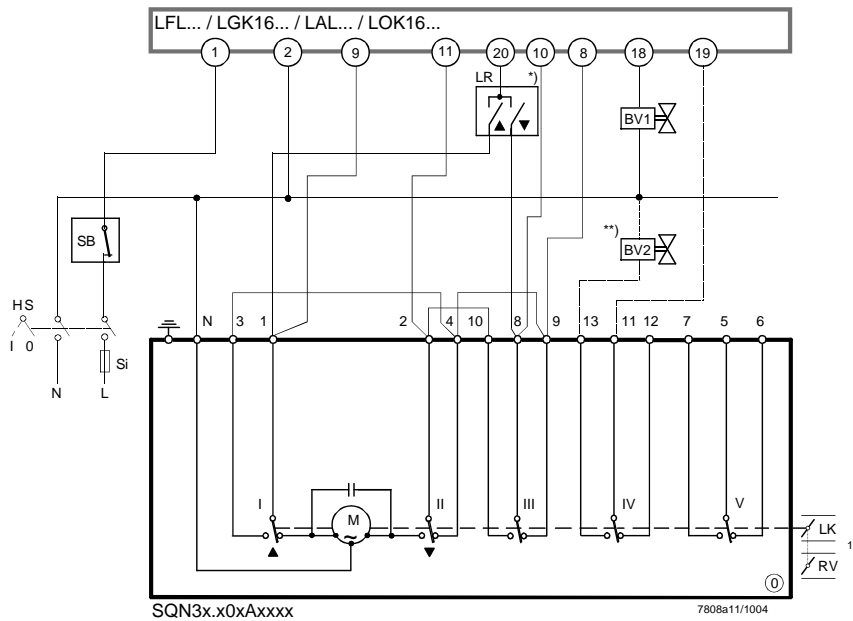 LFL... / LGK16... / LAL... / LOK16...
1 2 9 11 20 10 8 18 19
LR *)
BV1
SB
**)
BV2
HS
I 0
Si
N L
N 3 1 2 4 10 8 9 13 11 12 7 5 6
I II III IV V
M
~
LK
1
RV
0
SQN3x.x0xAxxxx
7808a11/1004